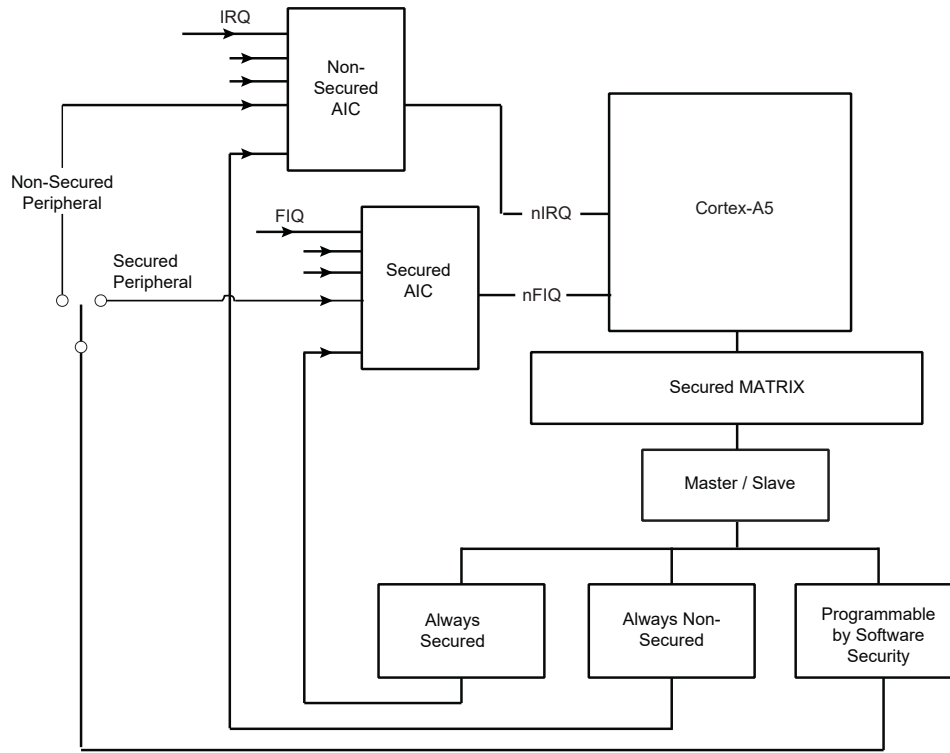 IRQ
Non-
Secured
AIC
Non-Secured
Peripheral
nIRQ
Cortex-A5
FIQ
Secured
Peripheral
Secured
AIC
nFIQ
Secured MATRIX
Master / Slave
Always
Secured
Always Non-
Secured
Programmable
by Software
Security